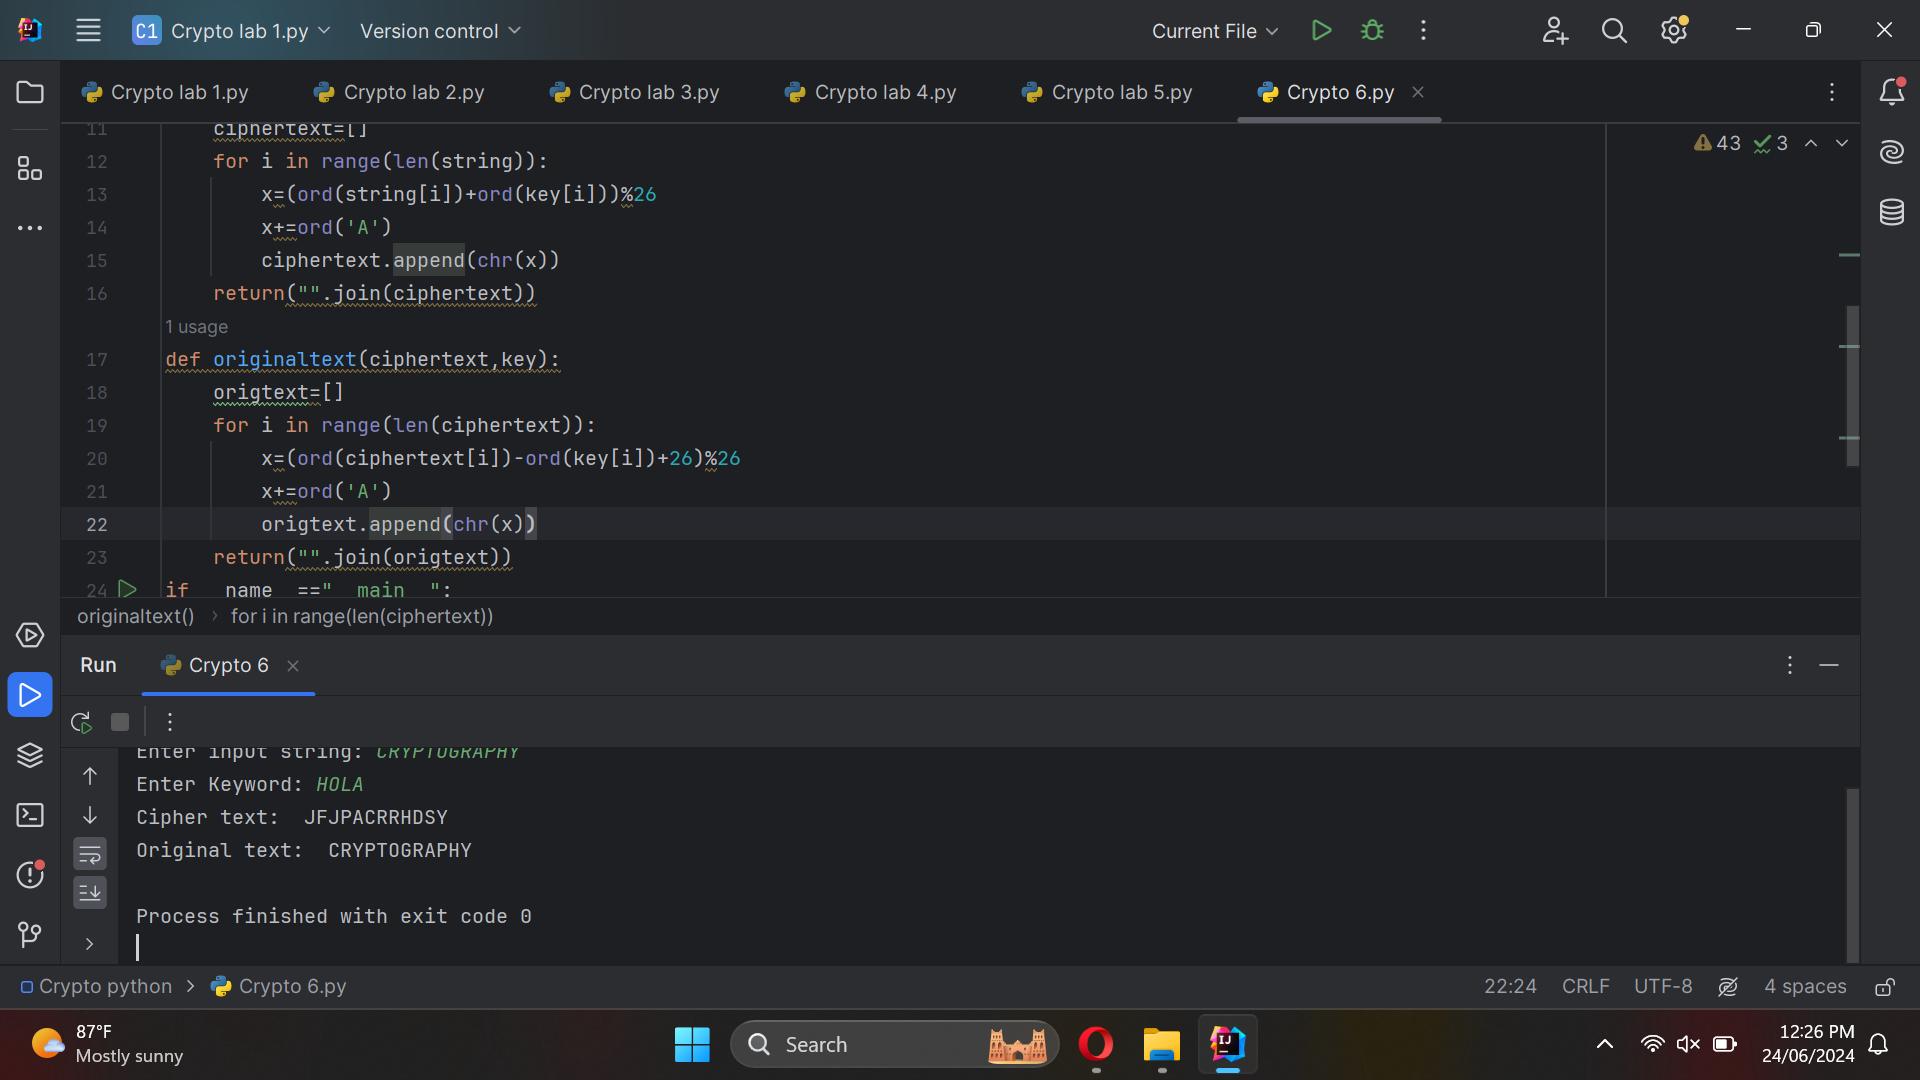 C1 Crypto lab 1.py Version control Current File
Crypto lab 1.py Crypto lab 2.py Crypto lab 3.py Crypto lab 4.py Crypto lab 5.py Crypto 6.py
11 ciphertext=[]
12 for i in range(len(string)):
13 x=(ord(string[i])+ord(key[i]))%26
14 x+=ord('A')
15 ciphertext.append(chr(x))
16 return("".join(ciphertext))
1 usage
17 def originaltext(ciphertext,key):
18 origtext=[]
19 for i in range(len(ciphertext)):
20 x=(ord(ciphertext[i])-ord(key[i])+26)%26
21 x+=ord('A')
22 origtext.append(chr(x))
23 return("".join(origtext))
24 if __name__=="__main__":
43 3
originaltext() › for i in range(len(ciphertext))
Run Crypto 6
Enter input string: CRYPTOGRAPHY
Enter Keyword: HOLA
Cipher text:  JFJPACRRHDSY
Original text:  CRYPTOGRAPHY
Process finished with exit code 0
Crypto python > Crypto 6.py 22:24 CRLF UTF-8 4 spaces
87°F
Mostly sunny
Search
IJ
12:26 PM
24/06/2024